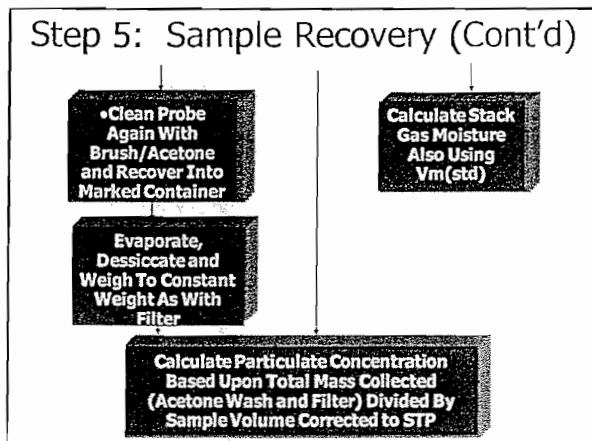 Step 5: Sample Recovery (Cont'd)
•Clean Probe
Again With
Brush/Acetone
and Recover Into
Marked Container
Calculate Stack
Gas Moisture
Also Using
Vm(std)
Evaporate,
Dessiccate and
Weigh To Constant
Weight As With
Filter
Calculate Particulate Concentration
Based Upon Total Mass Collected
(Acetone Wash and Filter) Divided By
Sample Volume Corrected to STP